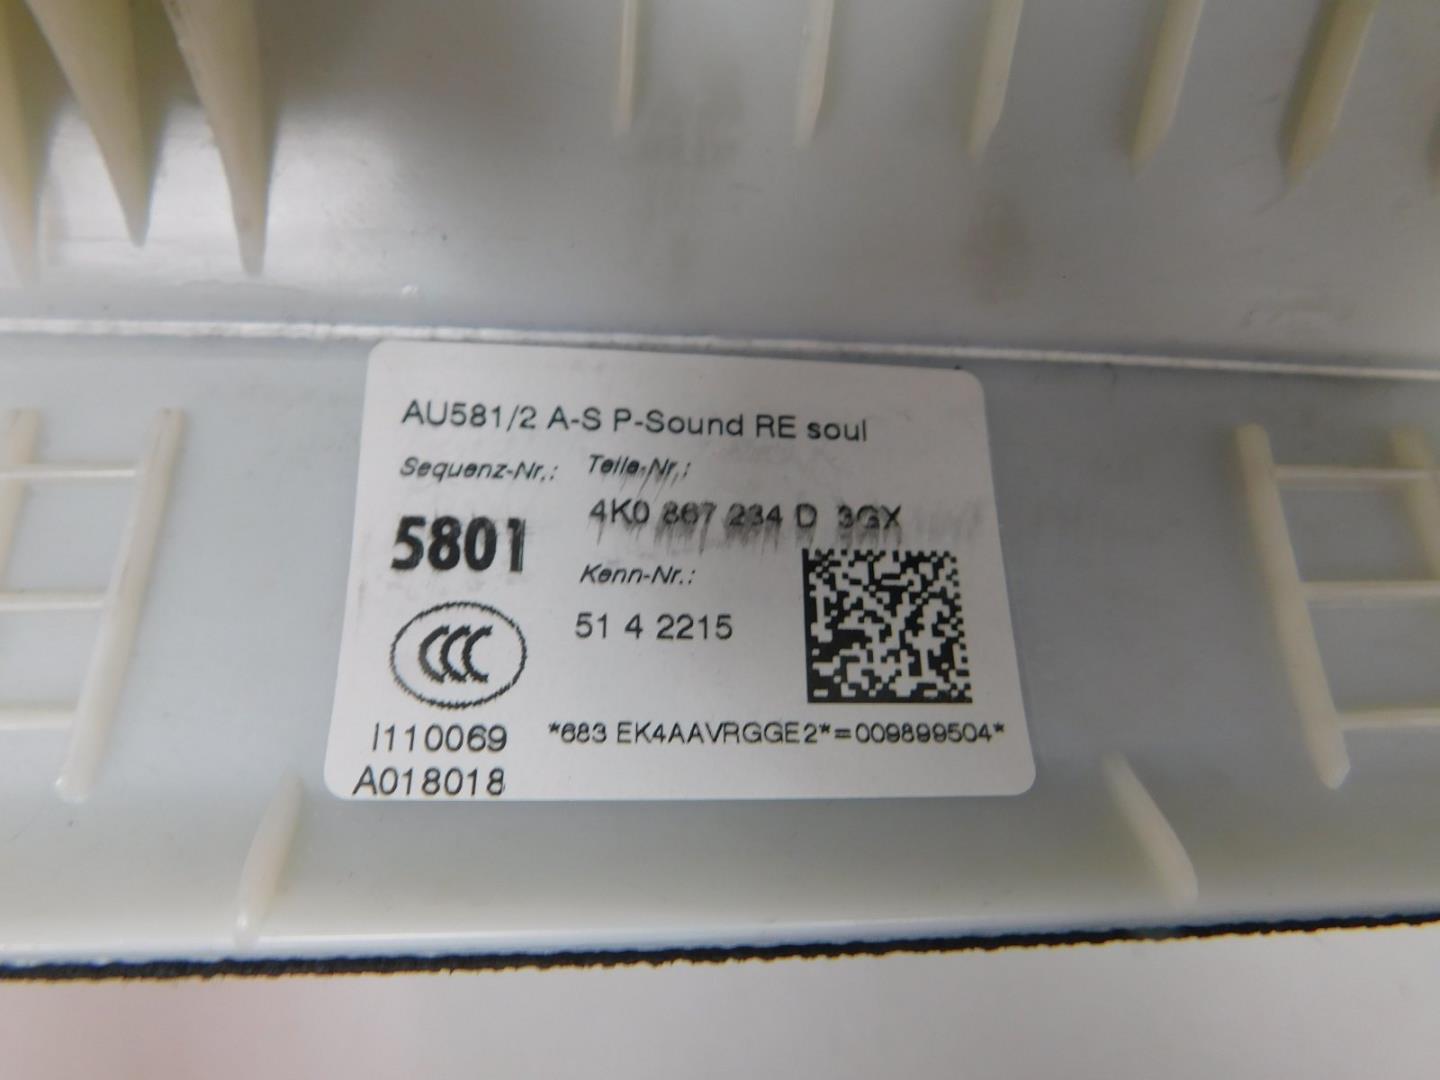 AU581/2 A-S P-Sound RE soul
Sequenz-Nr.: Teile-Nr.:
4K0 867 234 D 3GX
5801
Kenn-Nr.:
51 4 2215
CCC
I110069 *683 EK4AAVRGGE2*=009899504*
A018018